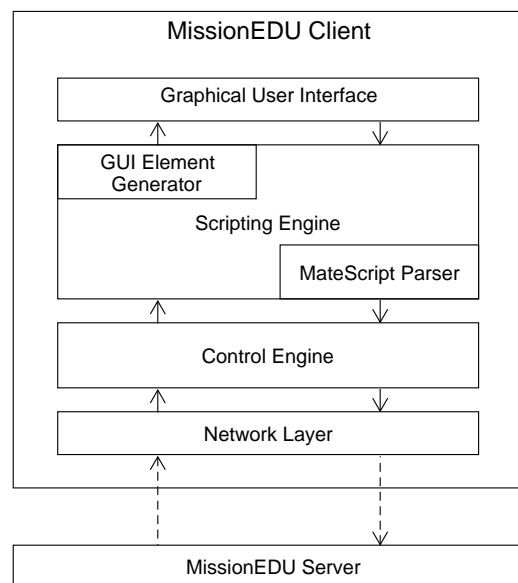 MissionEDU Client
Graphical User Interface
GUI Element
Generator
Scripting Engine
MateScript Parser
Control Engine
Network Layer
MissionEDU Server